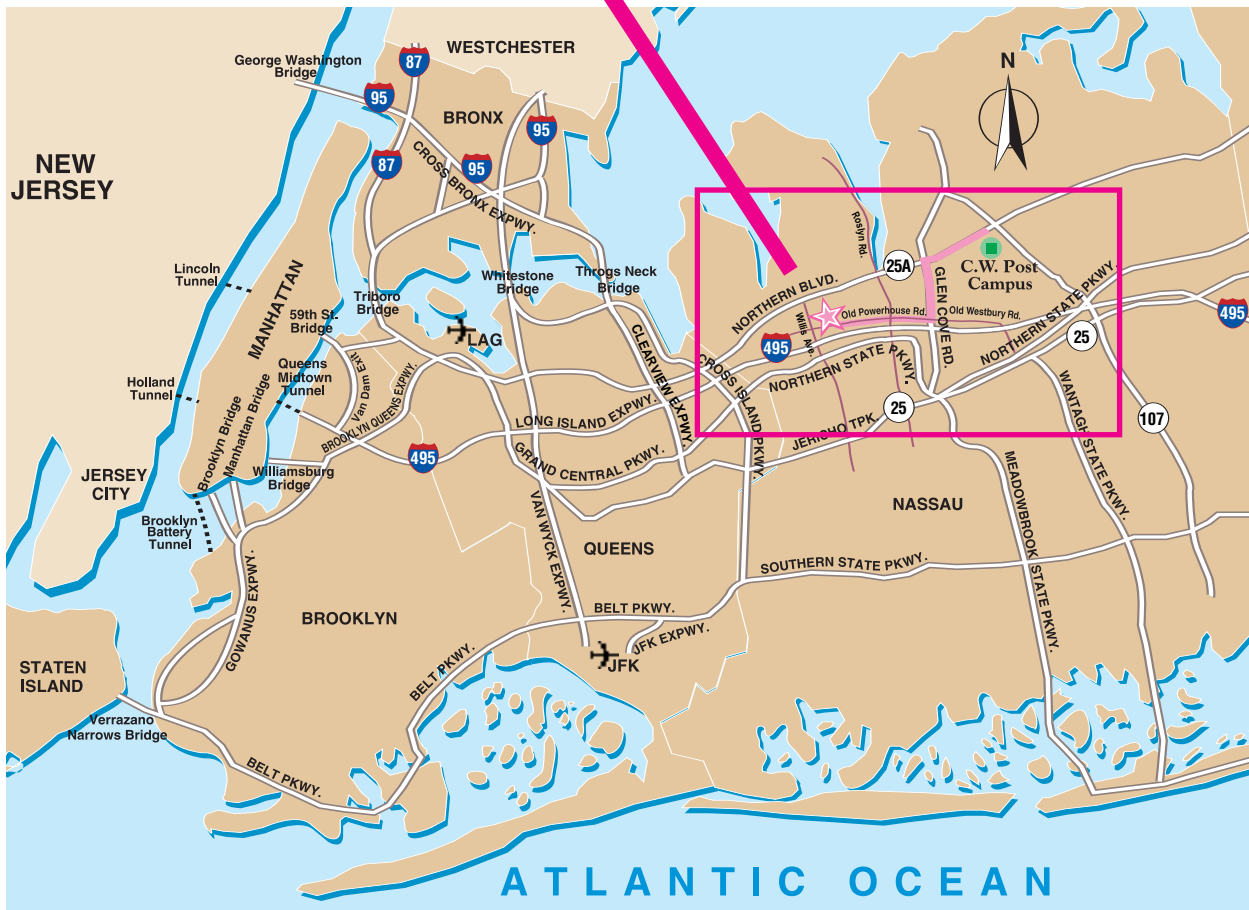 WESTCHESTER
George Washington
Bridge
87
95
BRONX
95
87
95
CROSS BRONX EXPWY.
N
NEW
JERSEY
Roslyn Rd.
Lincoln
Tunnel
MANHATTAN
Triboro
Bridge
Whitestone
Bridge
Throgs Neck
Bridge
25A
C.W. Post
Campus
NORTHERN BLVD.
GLEN COVE RD.
NORTHERN STATE PKWY.
59th St.
Bridge
LAG
Willis Ave.
Old Powerhouse Rd.
Old Westbury Rd.
495
25
495
CLEARVIEW EXPWY.
CROSS ISLAND PKWY.
NORTHERN STATE PKWY.
Queens
Midtown
Tunnel
Van Dam Exit
BROOKLYN QUEENS EXPWY.
Holland
Tunnel
Brooklyn Bridge
Manhattan Bridge
LONG ISLAND EXPWY.
25
JERICHO TPK.
WANTAGH STATE PKWY.
107
JERSEY
CITY
Williamsburg
Bridge
495
GRAND CENTRAL PKWY.
MEADOWBROOK STATE PKWY.
NASSAU
Brooklyn
Battery
Tunnel
VAN WYCK EXPWY.
QUEENS
SOUTHERN STATE PKWY.
GOWANUS EXPWY.
BROOKLYN
BELT PKWY.
JFK EXPWY.
JFK
BELT PKWY.
STATEN
ISLAND
Verrazano
Narrows Bridge
BELT PKWY.
ATLANTIC OCEAN